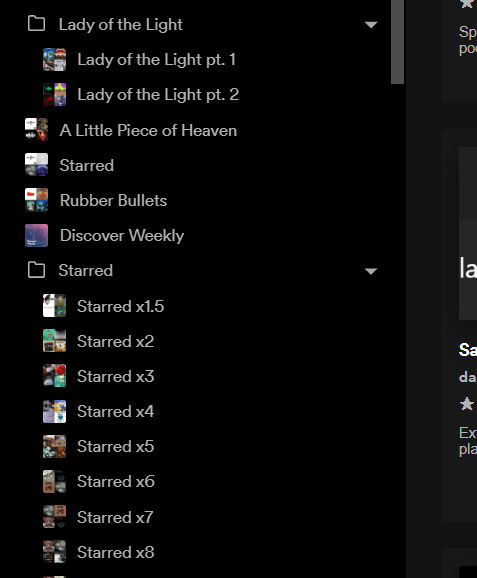 Lady of the Light
Lady of the Light pt. 1
Lady of the Light pt. 2
A Little Piece of Heaven
Starred
Rubber Bullets
Discover Weekly
Starred
Starred x1.5
Starred x2
Starred x3
Starred x4
Starred x5
Starred x6
Starred x7
Starred x8
Sp
poc
la
Sa
da
Ex
pla